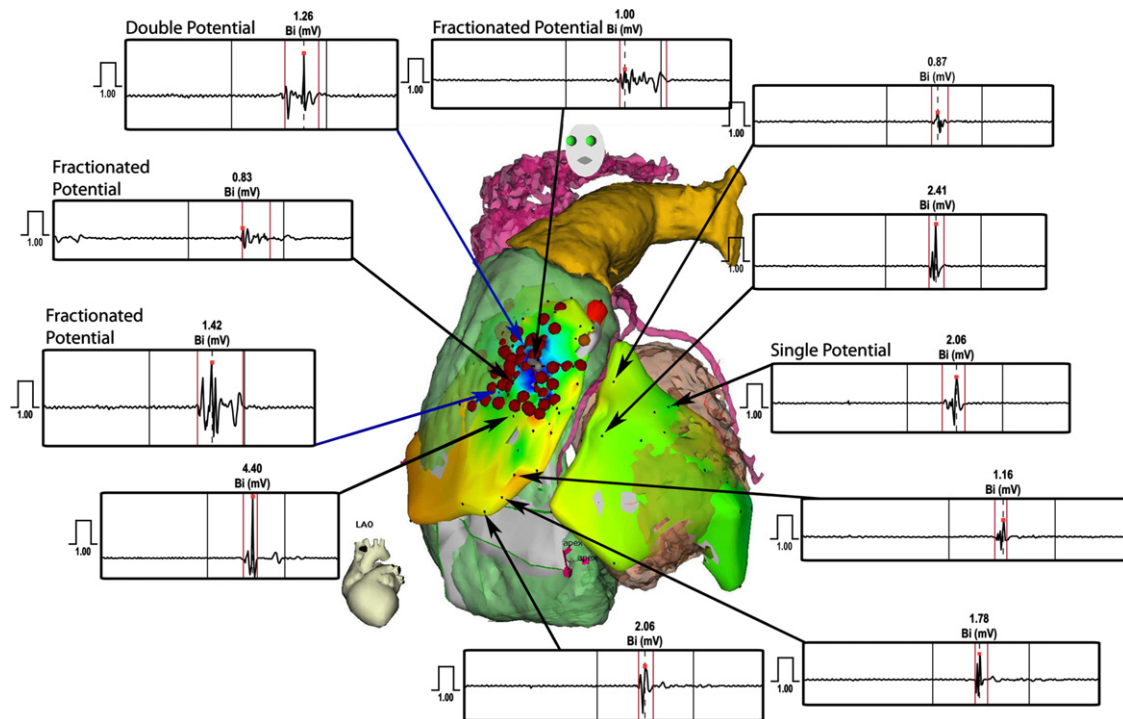 Double Potential
1.26
Bi (mV)
1.00
Fractionated Potential
1.00
Bi (mV)
1.00
0.87
Bi (mV)
1.00
Fractionated
Potential
0.83
Bi (mV)
1.00
2.41
Bi (mV)
1.00
Fractionated
Potential
1.42
Bi (mV)
1.00
Single Potential
2.06
Bi (mV)
1.00
4.40
Bi (mV)
1.00
LAO
apex
apex
1.16
Bi (mV)
1.00
2.06
Bi (mV)
1.00
1.78
Bi (mV)
1.00